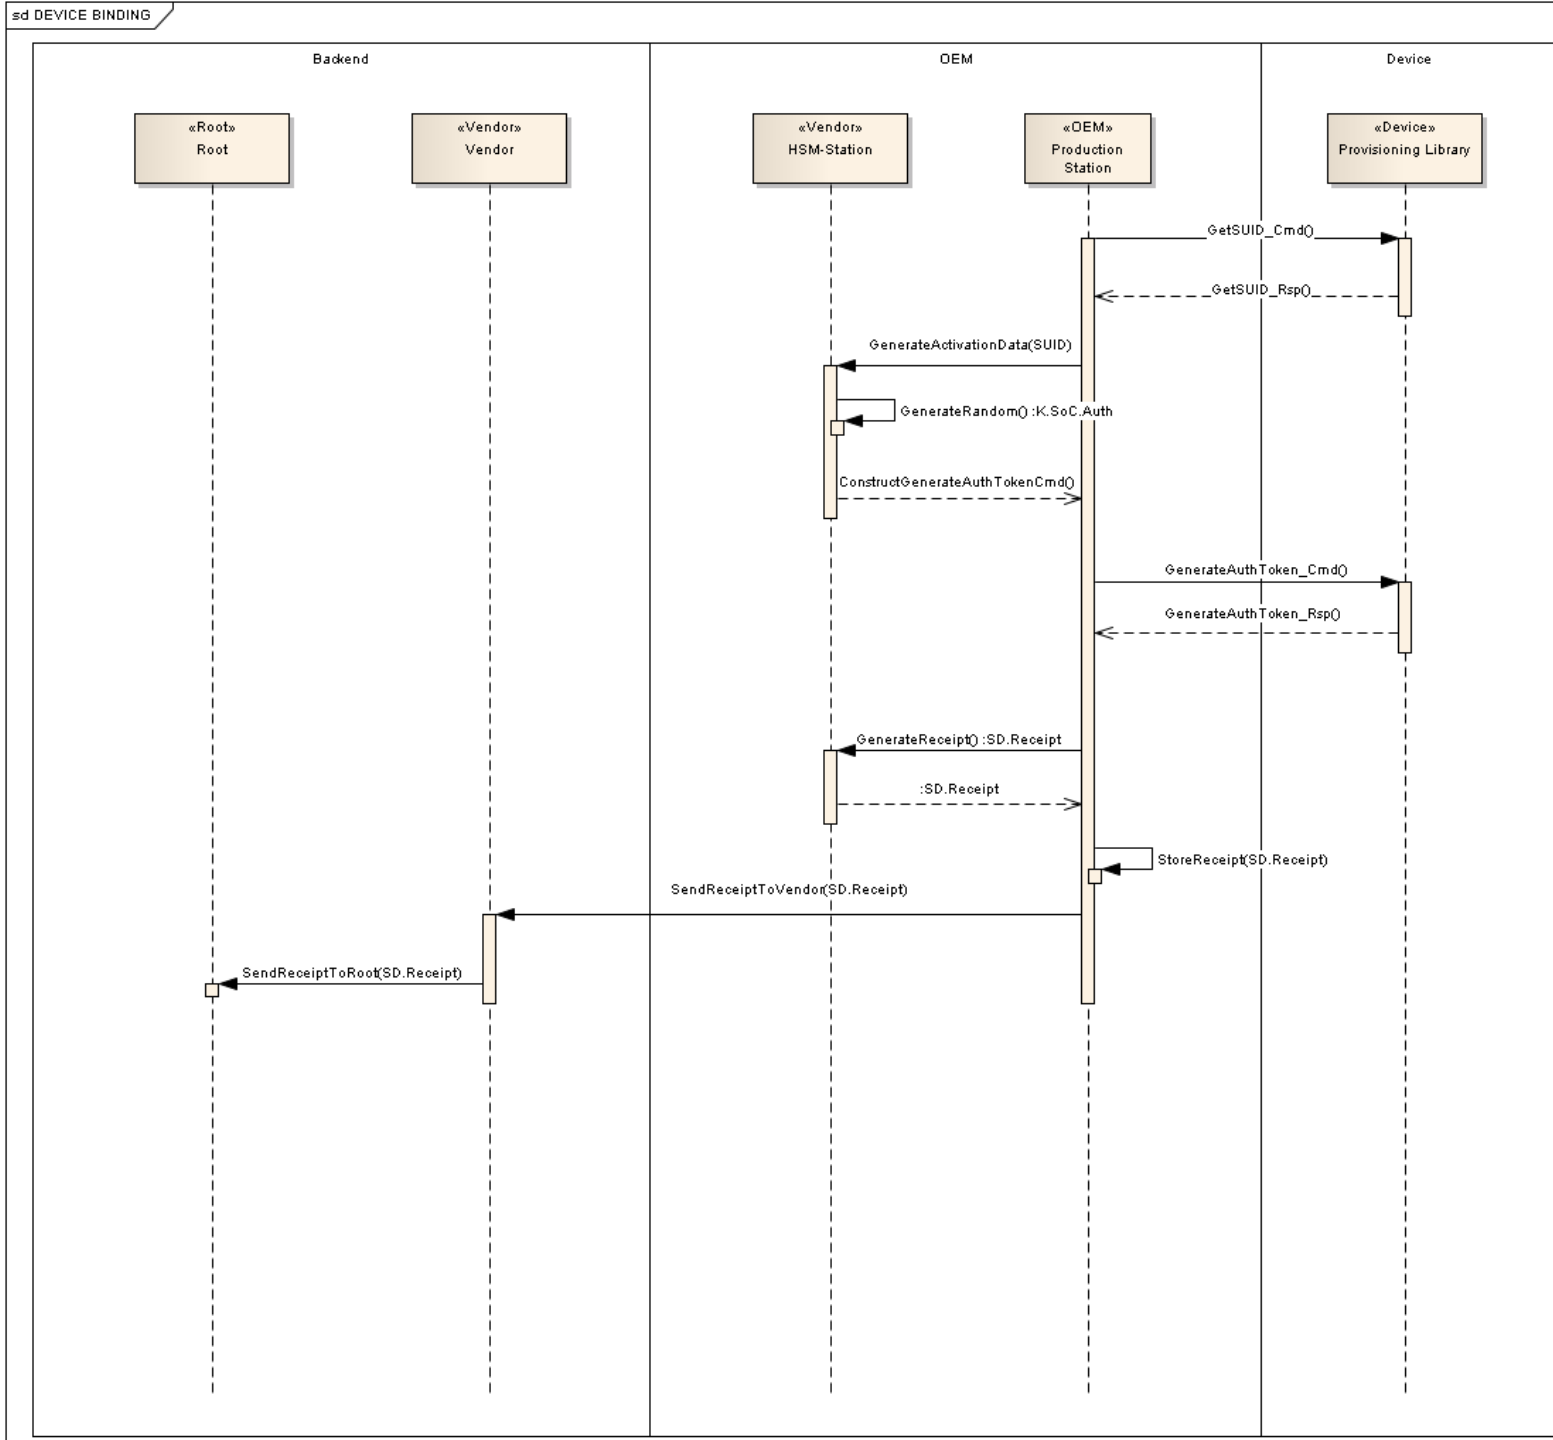 sd DEVICE BINDING
Backend
OEM
Device
«Root»
Root
«Vendor»
Vendor
«Vendor»
HSM-Station
«OEM»
Production
Station
«Device»
Provisioning Library
GetSUID_Cmd()
GetSUID_Rsp()
GenerateActivationData(SUID)
GenerateRandom() :K.SoC.Auth
ConstructGenerateAuthTokenCmd()
GenerateAuthToken_Cmd()
GenerateAuthToken_Rsp()
GenerateReceipt() :SD.Receipt
:SD.Receipt
StoreReceipt(SD.Receipt)
SendReceiptToVendor(SD.Receipt)
SendReceiptToRoot(SD.Receipt)